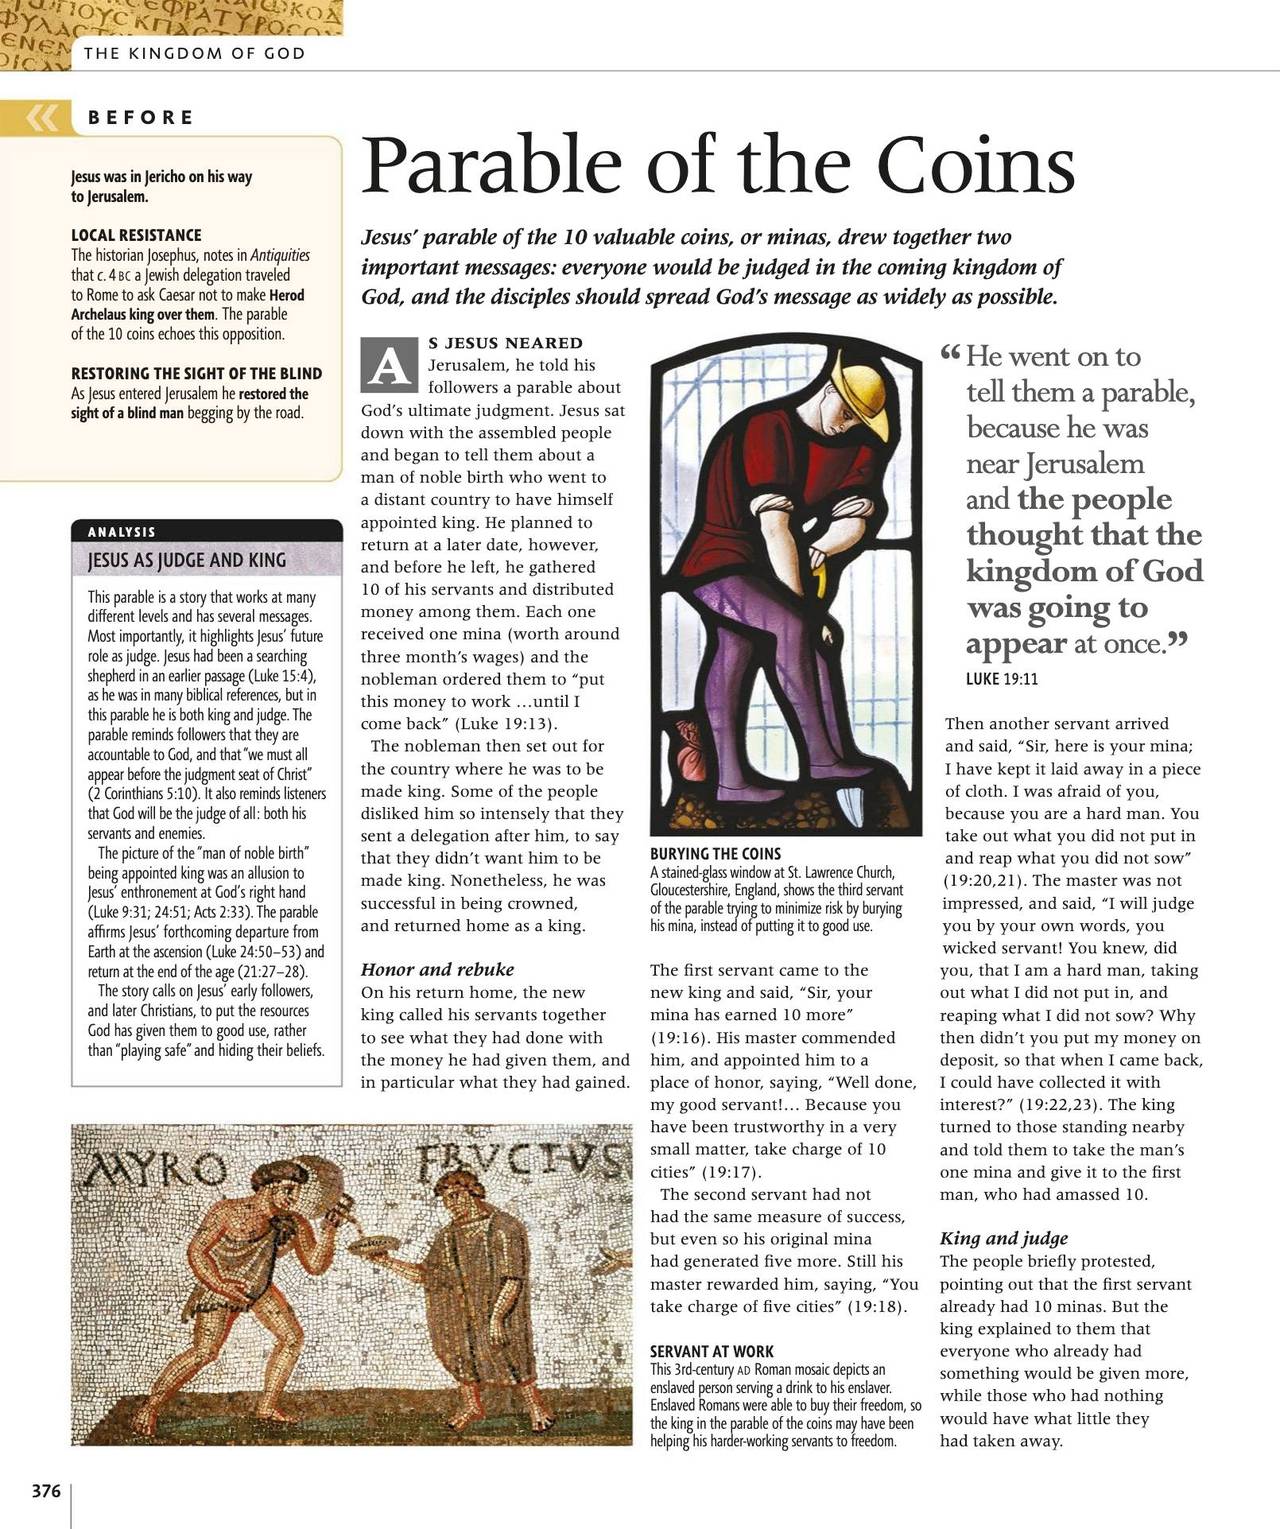 THE KINGDOM OF GOD
BEFORE
Jesus was in Jericho on his way
to Jerusalem.
LOCAL RESISTANCE
The historian Josephus, notes in Antiquities
that c. 4 BC a Jewish delegation traveled
to Rome to ask Caesar not to make Herod
Archelaus king over them. The parable
of the 10 coins echoes this opposition.
RESTORING THE SIGHT OF THE BLIND
As Jesus entered Jerusalem he restored the
sight of a blind man begging by the road.
ANALYSIS
JESUS AS JUDGE AND KING
This parable is a story that works at many
different levels and has several messages.
Most importantly, it highlights Jesus’ future
role as judge. Jesus had been a searching
shepherd in an earlier passage (Luke 15:4),
as he was in many biblical references, but in
this parable he is both king and judge. The
parable reminds followers that they are
accountable to God, and that “we must all
appear before the judgment seat of Christ”
(2 Corinthians 5:10). It also reminds listeners
that God will be the judge of all: both his
servants and enemies.
The picture of the “man of noble birth”
being appointed king was an allusion to
Jesus’ enthronement at God’s right hand
(Luke 9:31; 24:51; Acts 2:33). The parable
affirms Jesus’ forthcoming departure from
Earth at the ascension (Luke 24:50–53) and
return at the end of the age (21:27–28).
The story calls on Jesus’ early followers,
and later Christians, to put the resources
God has given them to good use, rather
than “playing safe” and hiding their beliefs.
Parable of the Coins
Jesus’ parable of the 10 valuable coins, or minas, drew together two
important messages: everyone would be judged in the coming kingdom of
God, and the disciples should spread God’s message as widely as possible.
AS JESUS NEARED
Jerusalem, he told his
followers a parable about
God’s ultimate judgment. Jesus sat
down with the assembled people
and began to tell them about a
man of noble birth who went to
a distant country to have himself
appointed king. He planned to
return at a later date, however,
and before he left, he gathered
10 of his servants and distributed
money among them. Each one
received one mina (worth around
three month’s wages) and the
nobleman ordered them to “put
this money to work …until I
come back” (Luke 19:13).
The nobleman then set out for
the country where he was to be
made king. Some of the people
disliked him so intensely that they
sent a delegation after him, to say
that they didn’t want him to be
made king. Nonetheless, he was
successful in being crowned,
and returned home as a king.
Honor and rebuke
On his return home, the new
king called his servants together
to see what they had done with
the money he had given them, and
in particular what they had gained.
BURYING THE COINS
A stained-glass window at St. Lawrence Church,
Gloucestershire, England, shows the third servant
of the parable trying to minimize risk by burying
his mina, instead of putting it to good use.
The first servant came to the
new king and said, “Sir, your
mina has earned 10 more”
(19:16). His master commended
him, and appointed him to a
place of honor, saying, “Well done,
my good servant!… Because you
have been trustworthy in a very
small matter, take charge of 10
cities” (19:17).
The second servant had not
had the same measure of success,
but even so his original mina
had generated five more. Still his
master rewarded him, saying, “You
take charge of five cities” (19:18).
SERVANT AT WORK
This 3rd-century AD Roman mosaic depicts an
enslaved person serving a drink to his enslaver.
Enslaved Romans were able to buy their freedom, so
the king in the parable of the coins may have been
helping his harder-working servants to freedom.
“He went on to
tell them a parable,
because he was
near Jerusalem
and the people
thought that the
kingdom of God
was going to
appear at once.”
LUKE 19:11
Then another servant arrived
and said, “Sir, here is your mina;
I have kept it laid away in a piece
of cloth. I was afraid of you,
because you are a hard man. You
take out what you did not put in
and reap what you did not sow”
(19:20,21). The master was not
impressed, and said, “I will judge
you by your own words, you
wicked servant! You knew, did
you, that I am a hard man, taking
out what I did not put in, and
reaping what I did not sow? Why
then didn’t you put my money on
deposit, so that when I came back,
I could have collected it with
interest?” (19:22,23). The king
turned to those standing nearby
and told them to take the man’s
one mina and give it to the first
man, who had amassed 10.
King and judge
The people briefly protested,
pointing out that the first servant
already had 10 minas. But the
king explained to them that
everyone who already had
something would be given more,
while those who had nothing
would have what little they
had taken away.
MYRO
FRVCTVS
376